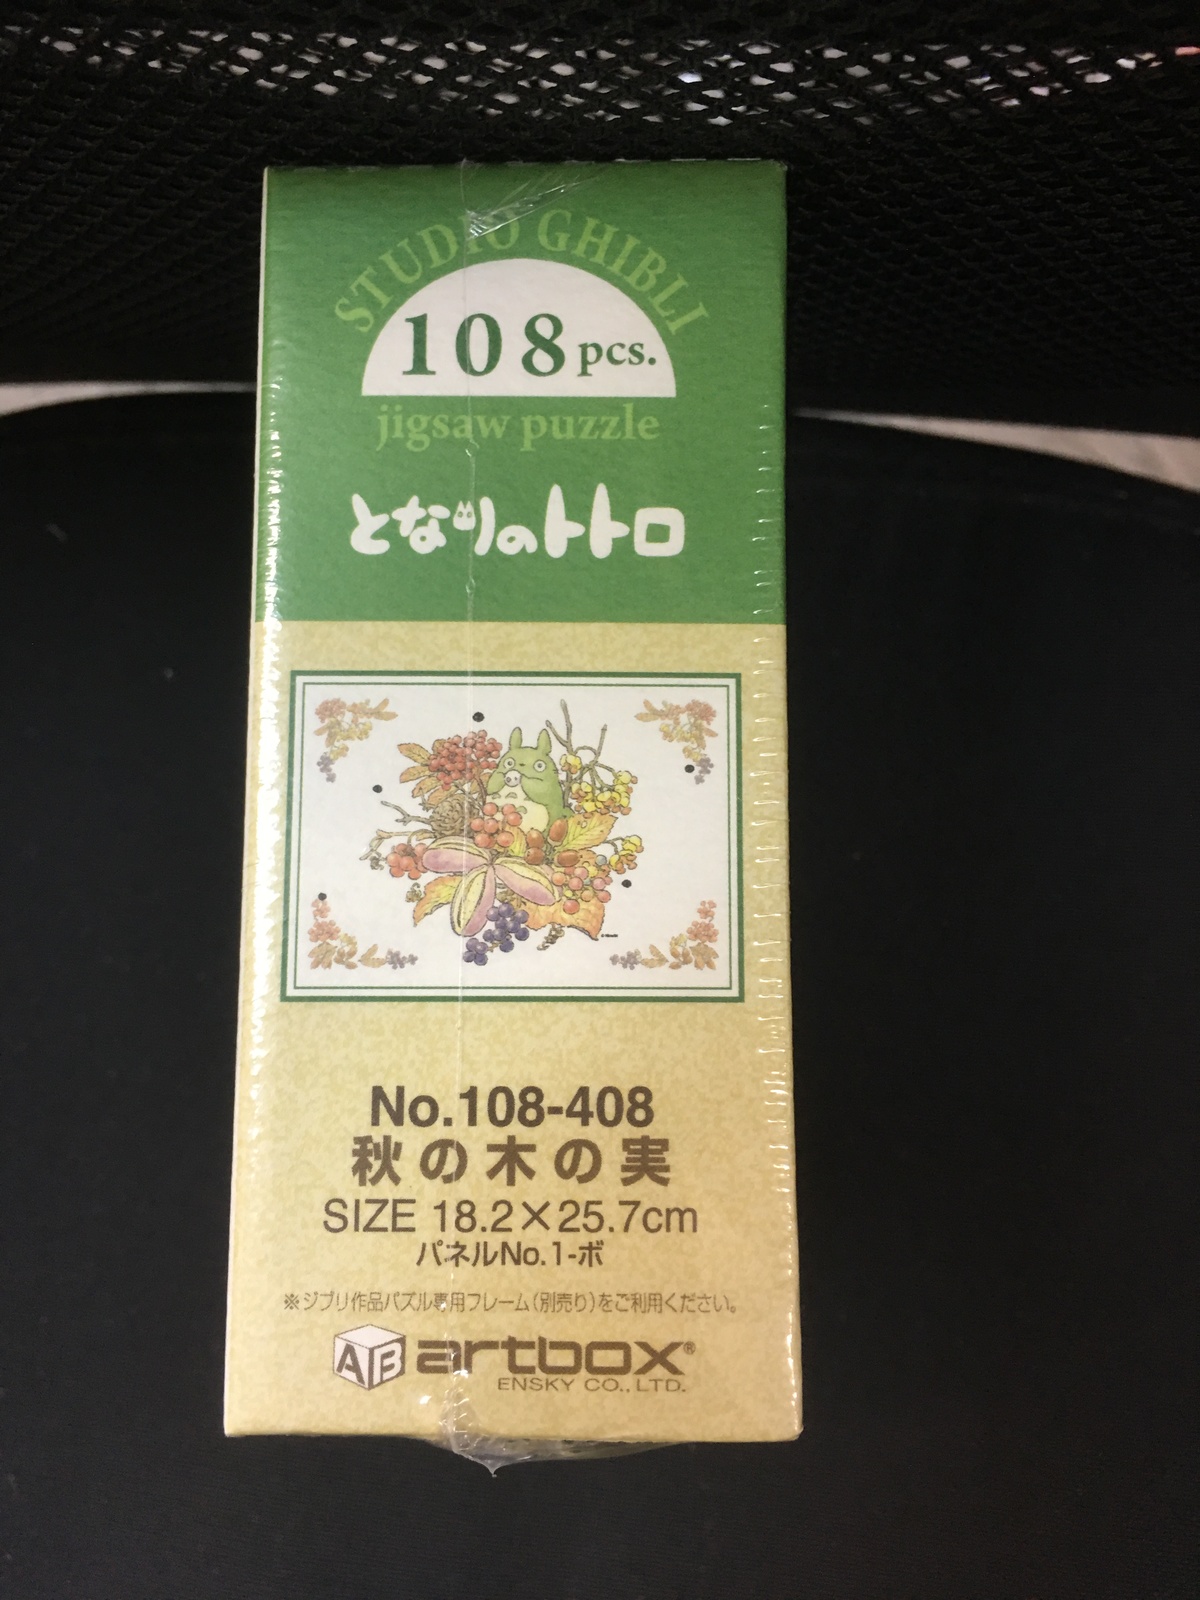 STUDIO GHIBLI
108pcs.
jigsaw puzzle
となりのトトロ
No.108-408
秋の木の実
SIZE 18.2×25.7cm
パネルNo.1-ボ
※ジブリ作品パズル専用フレーム(別売り)をご利用ください。
AB artbox®
ENSKY CO., LTD.